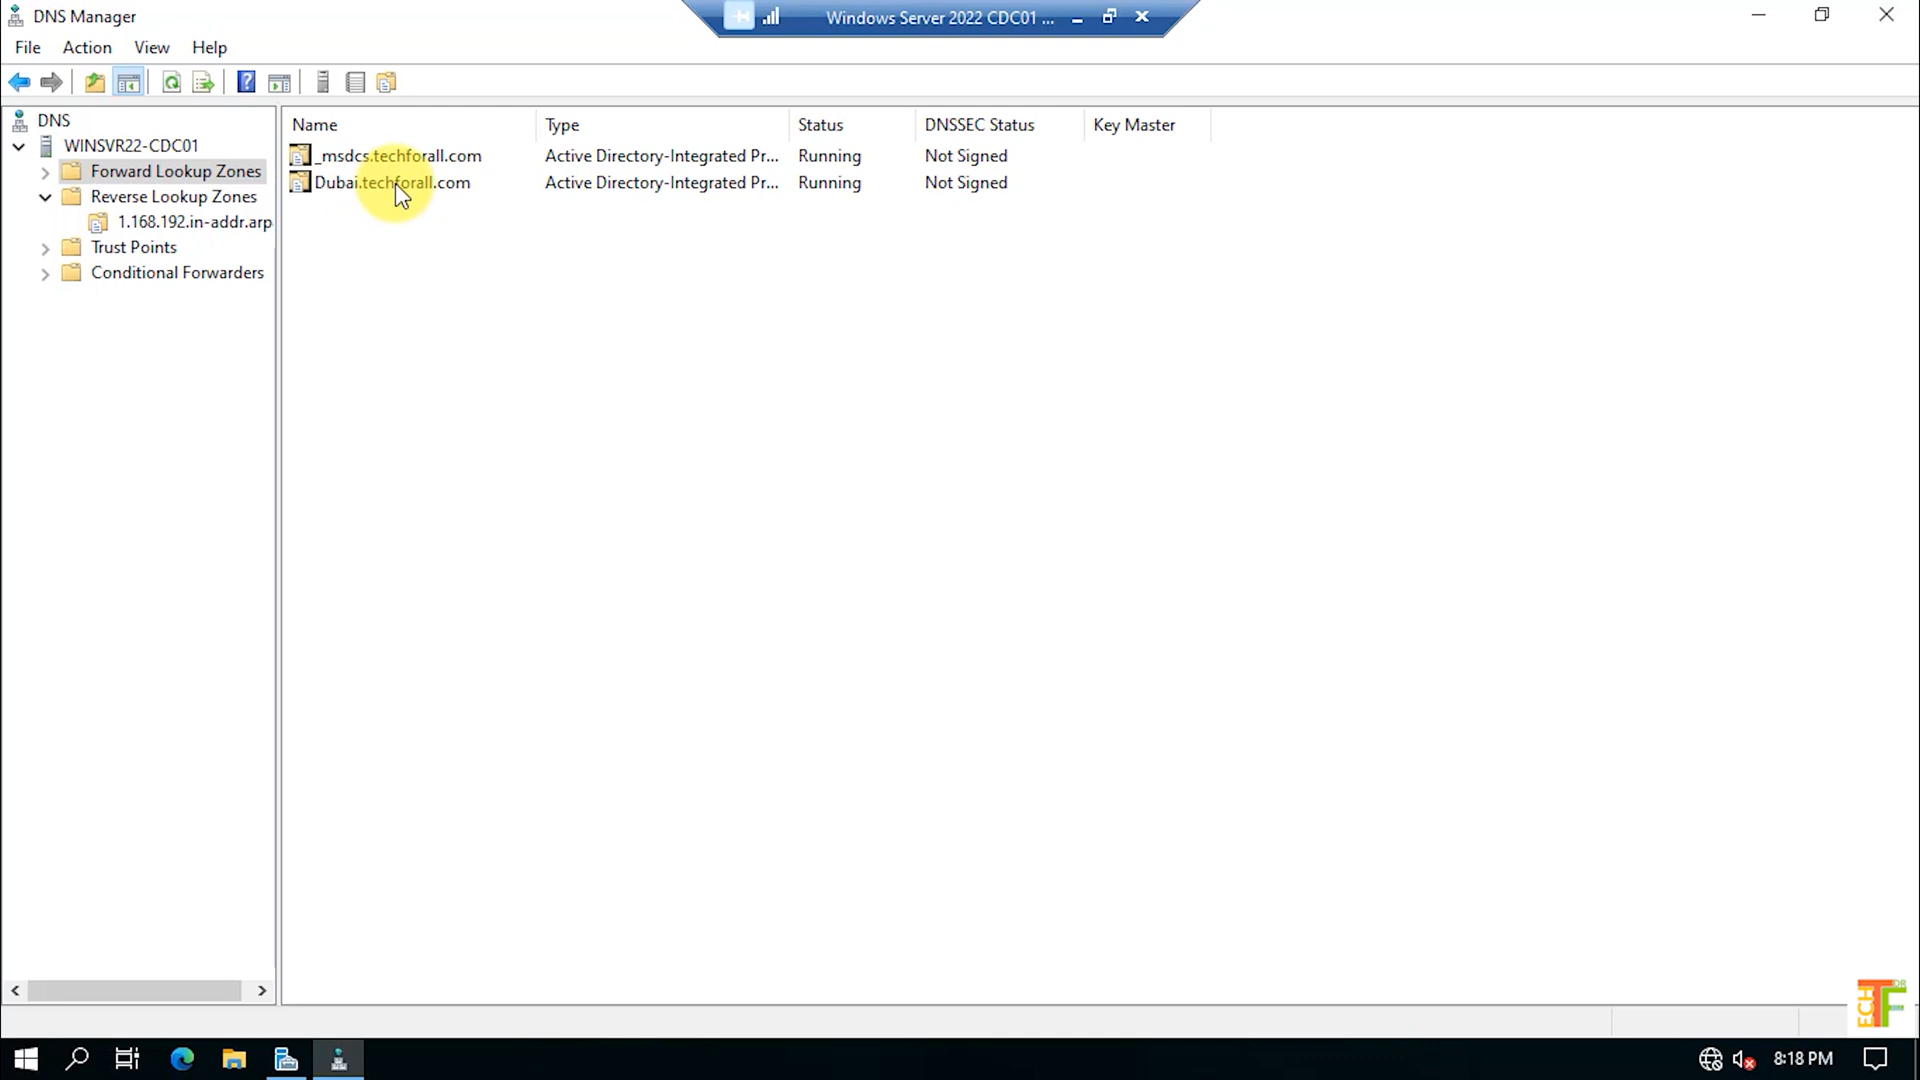 DNS Manager
Windows Server 2022 CDC01 ...
File Action View Help
DNS
WINSVR22-CDC01
Forward Lookup Zones
Reverse Lookup Zones
1.168.192.in-addr.arp
Trust Points
Conditional Forwarders
Name Type Status DNSSEC Status Key Master
_msdcs.techforall.com Active Directory-Integrated Pr... Running Not Signed
Dubai.techforall.com Active Directory-Integrated Pr... Running Not Signed
8:18 PM